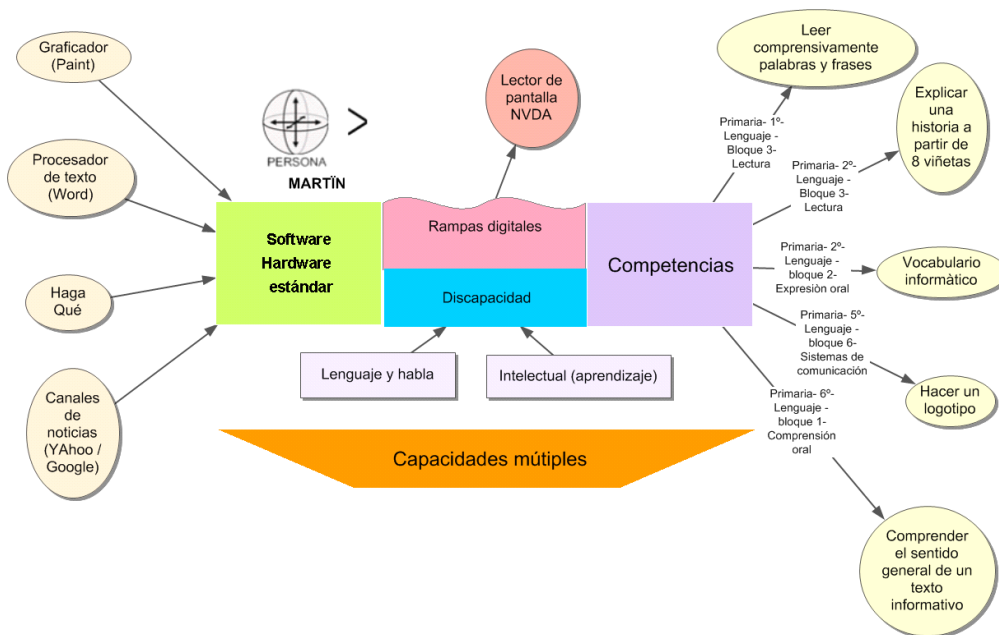 Graficador
(Paint)
Procesador
de texto
(Word)
Haga
Qué
Canales
de
noticias
(YAhoo /
Google)
PERSONA
>
MARTÏN
Software
Hardware
estándar
Lector de
pantalla
NVDA
Rampas digitales
Discapacidad
Lenguaje y habla
Intelectual (aprendizaje)
Capacidades mútiples
Competencias
Primaria- 1º-
Lenguaje -
Bloque 3-
Lectura
Leer
comprensivamente
palabras y frases
Primaria- 2º-
Lenguaje -
Bloque 3-
Lectura
Explicar
una
historia a
partir de
8 viñetas
Primaria- 2º-
Lenguaje -
bloque 2-
Expresiòn oral
Vocabulario
informàtico
Primaria- 5º-
Lenguaje -
bloque 6-
Sistemas de
comunicación
Hacer un
logotipo
Primaria- 6º-
Lenguaje -
bloque 1-
Comprensión
oral
Comprender
el sentido
general de un
texto
informativo